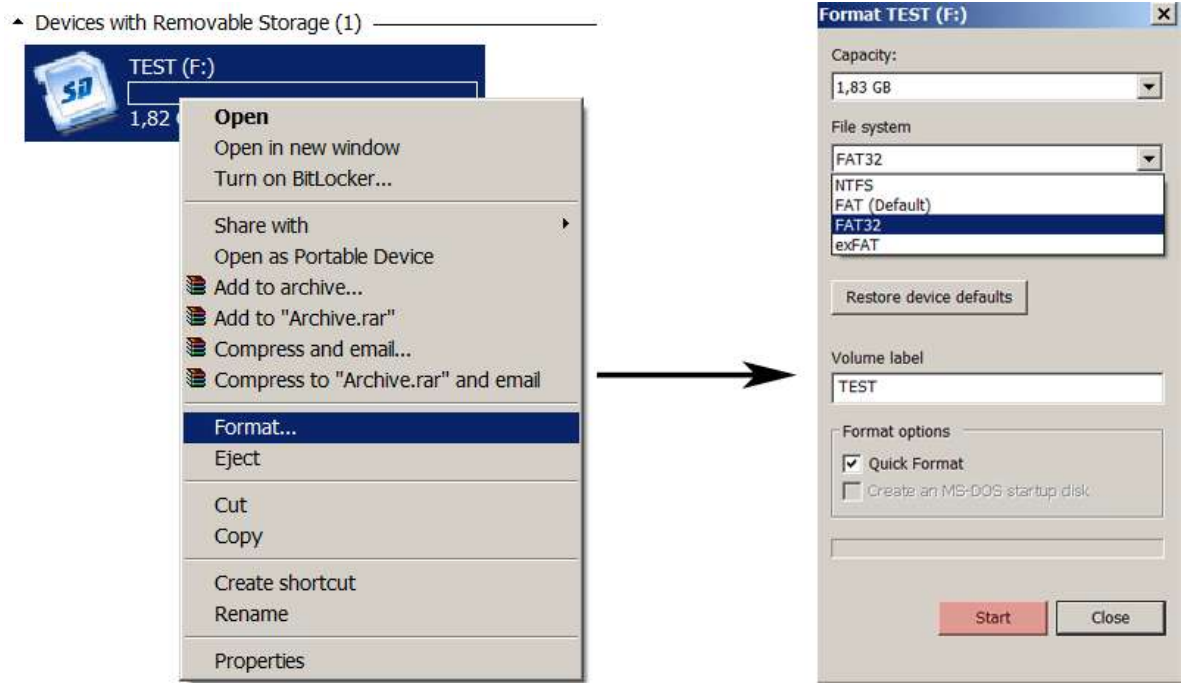 Devices with Removable Storage (1)
TEST (F:)
1,82
Open
Open in new window
Turn on BitLocker...
Share with
Open as Portable Device
Add to archive...
Add to "Archive.rar"
Compress and email...
Compress to "Archive.rar" and email
Format...
Eject
Cut
Copy
Create shortcut
Rename
Properties
Format TEST (F:)
Capacity:
1,83 GB
File system
FAT32
NTFS
FAT (Default)
FAT32
exFAT
Restore device defaults
Volume label
TEST
Format options
Quick Format
Create an MS-DOS startup disk
Start
Close